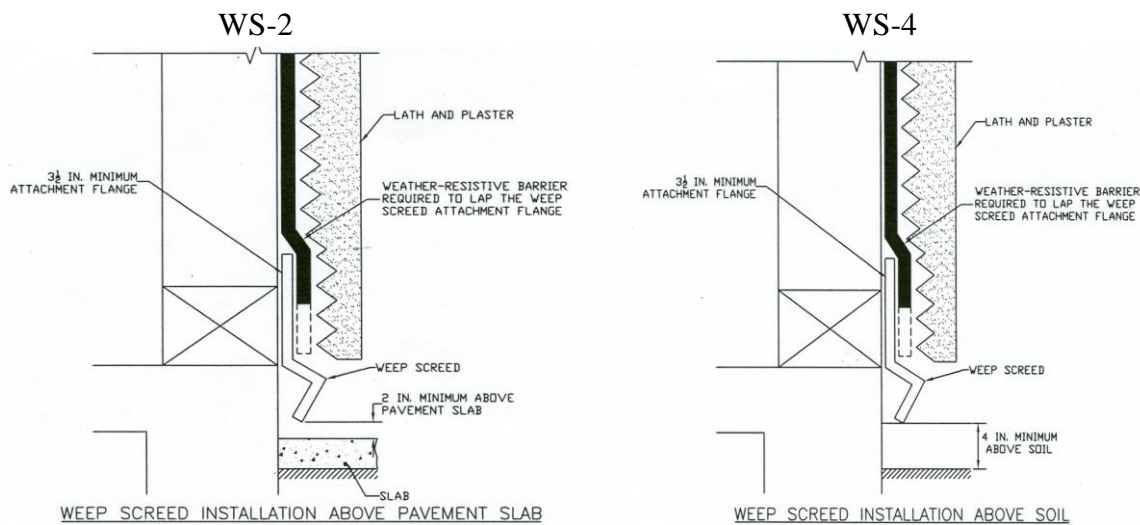 WS-2
LATH AND PLASTER
3½ IN. MINIMUM
ATTACHMENT FLANGE
WEATHER-RESISTIVE BARRIER
REQUIRED TO LAP THE WEEP
SCREED ATTACHMENT FLANGE
WEEP SCREED
2 IN. MINIMUM ABOVE
PAVEMENT SLAB
SLAB
WEEP SCREED INSTALLATION ABOVE PAVEMENT SLAB
WS-4
LATH AND PLASTER
3½ IN. MINIMUM
ATTACHMENT FLANGE
WEATHER-RESISTIVE BARRIER
REQUIRED TO LAP THE WEEP
SCREED ATTACHMENT FLANGE
WEEP SCREED
4 IN. MINIMUM
ABOVE SOIL
WEEP SCREED INSTALLATION ABOVE SOIL